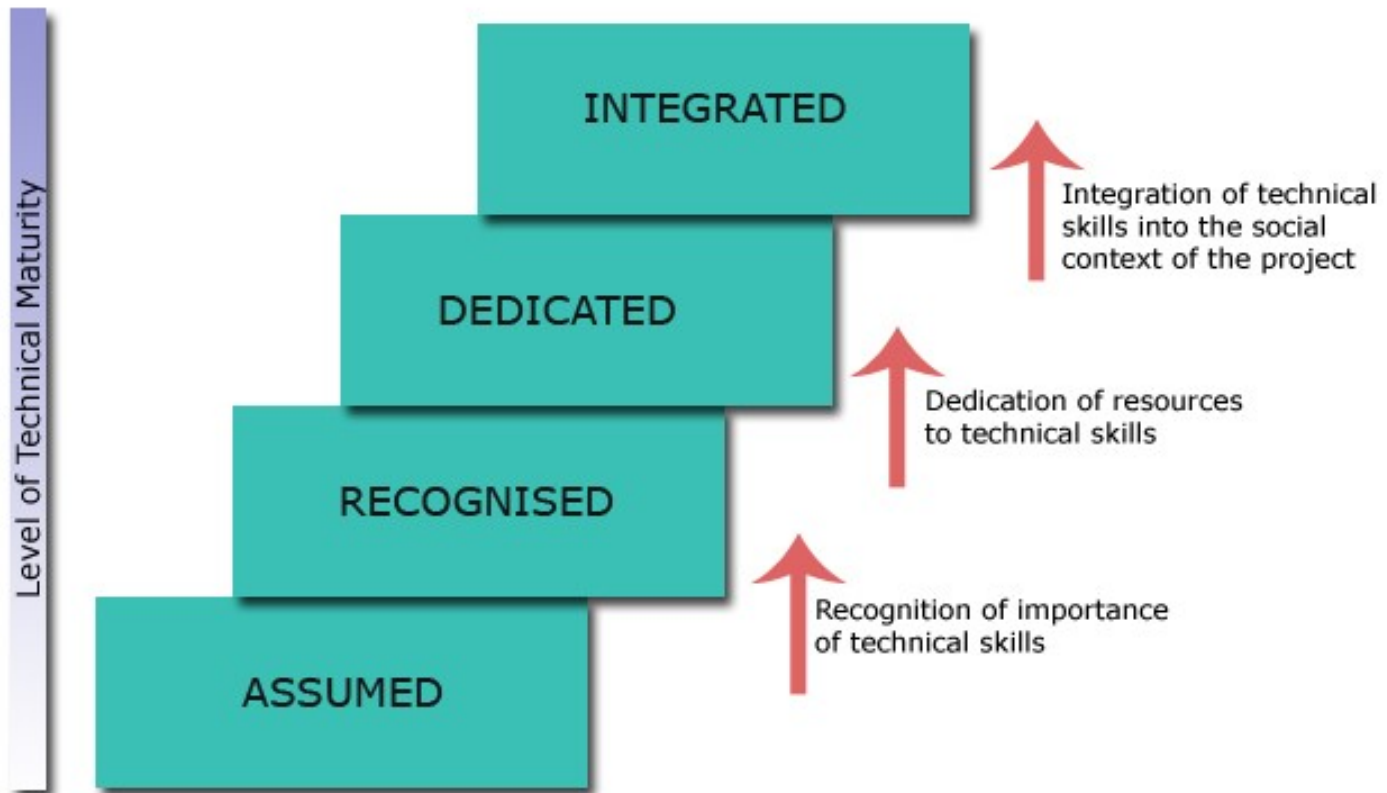 Level of Technical Maturity
INTEGRATED
Integration of technical
skills into the social
context of the project
DEDICATED
Dedication of resources
to technical skills
RECOGNISED
Recognition of importance
of technical skills
ASSUMED